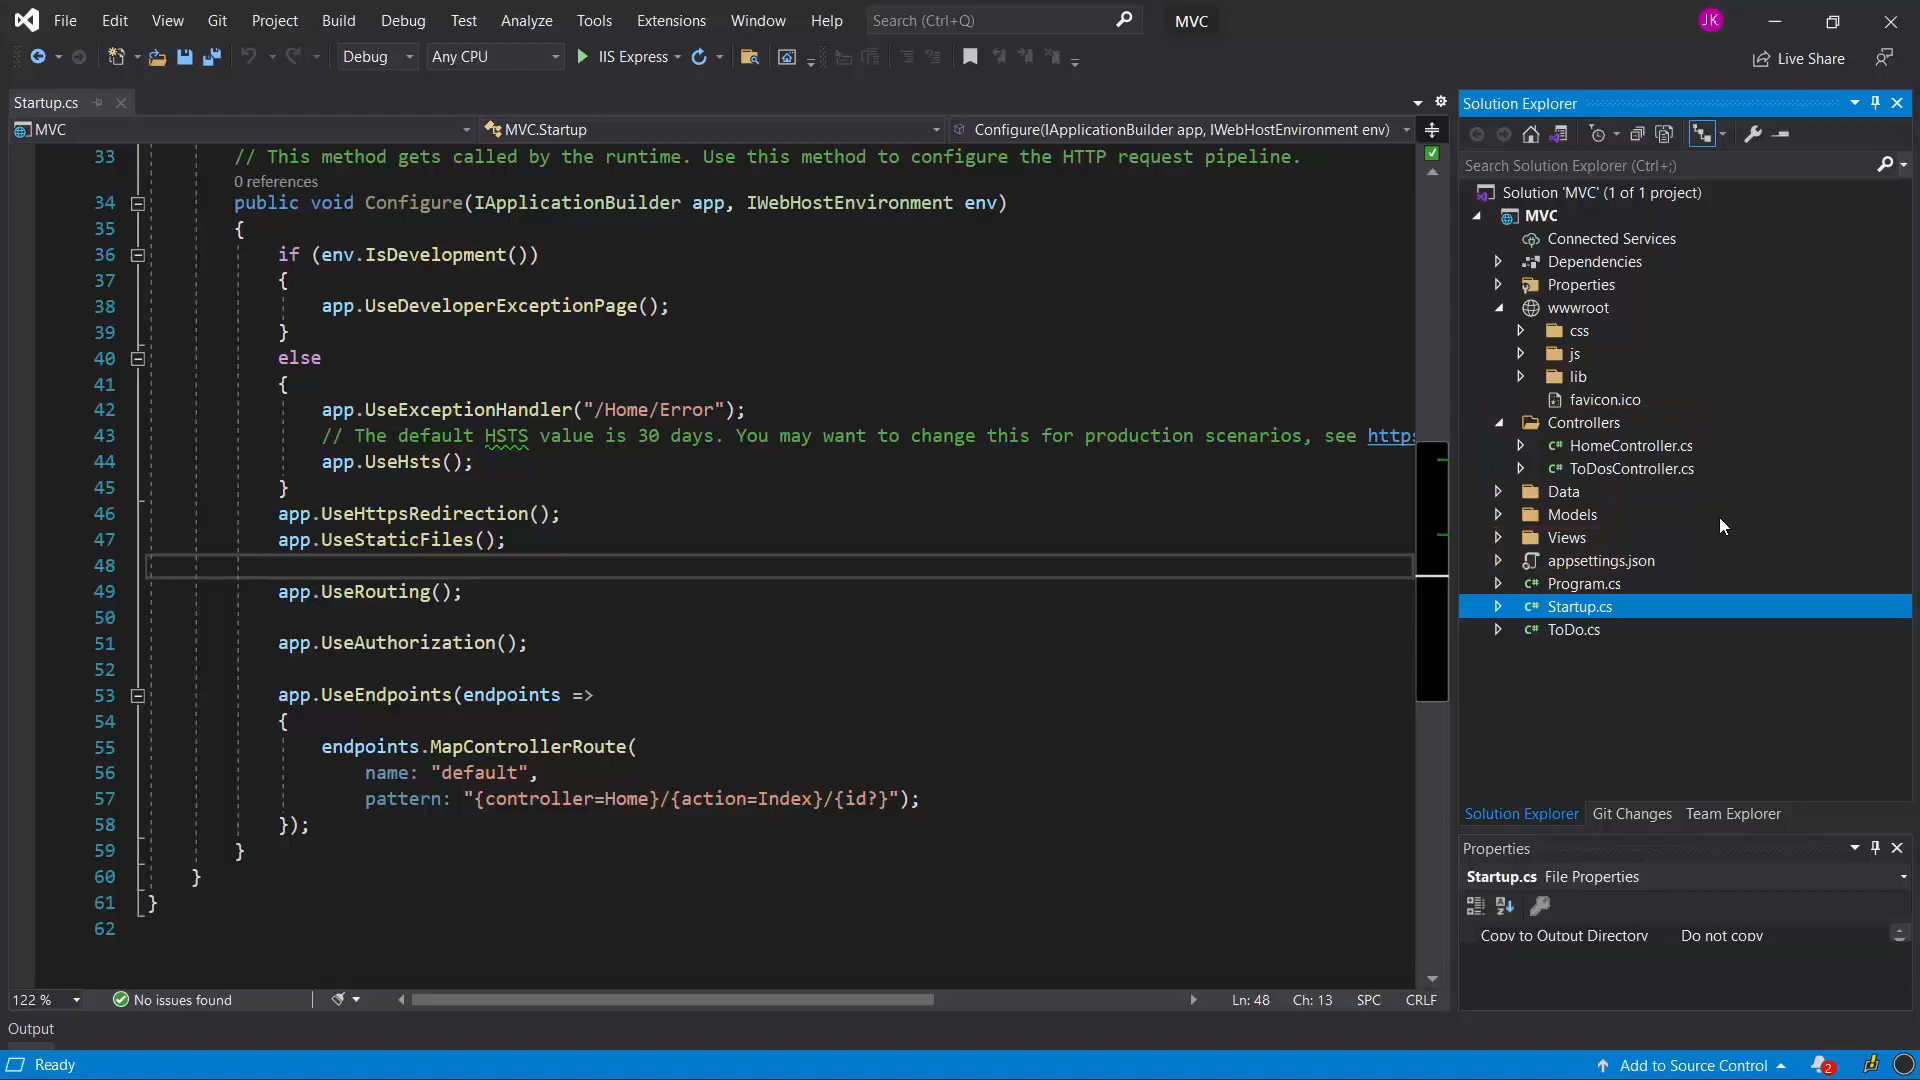 File Edit View Git Project Build Debug Test Analyze Tools Extensions Window Help Search (Ctrl+Q) MVC JK
Debug Any CPU IIS Express Live Share
Startup.cs
MVC MVC.Startup Configure(IApplicationBuilder app, IWebHostEnvironment env)
33 // This method gets called by the runtime. Use this method to configure the HTTP request pipeline.
0 references
34 public void Configure(IApplicationBuilder app, IWebHostEnvironment env)
35 {
36 if (env.IsDevelopment())
37 {
38 app.UseDeveloperExceptionPage();
39 }
40 else
41 {
42 app.UseExceptionHandler("/Home/Error");
43 // The default HSTS value is 30 days. You may want to change this for production scenarios, see https
44 app.UseHsts();
45 }
46 app.UseHttpsRedirection();
47 app.UseStaticFiles();
48
49 app.UseRouting();
50
51 app.UseAuthorization();
52
53 app.UseEndpoints(endpoints =>
54 {
55 endpoints.MapControllerRoute(
56 name: "default",
57 pattern: "{controller=Home}/{action=Index}/{id?}");
58 });
59 }
60 }
61 }
62
122 % No issues found Ln: 48 Ch: 13 SPC CRLF
Output
Solution Explorer
Search Solution Explorer (Ctrl+;)
Solution 'MVC' (1 of 1 project)
MVC
Connected Services
Dependencies
Properties
wwwroot
css
js
lib
favicon.ico
Controllers
C# HomeController.cs
C# ToDosController.cs
Data
Models
Views
appsettings.json
C# Program.cs
C# Startup.cs
C# ToDo.cs
Solution Explorer Git Changes Team Explorer
Properties
Startup.cs File Properties
Copy to Output Directory Do not copy
Ready Add to Source Control 2